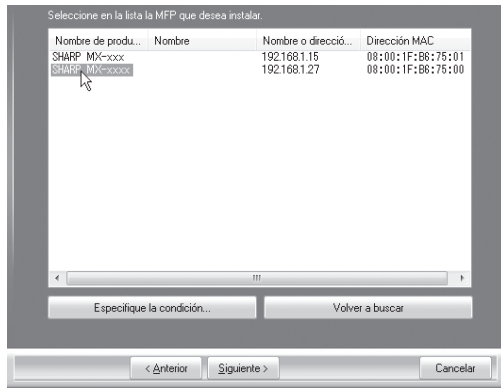 Seleccione en la lista la MFP que desea instalar.
Nombre de produ... Nombre Nombre o direcció... Dirección MAC
SHARP MX-xxx 192.168.1.15 08:00:1F:B6:75:01
SHARP MX-xxxx 192.168.1.27 08:00:1F:B6:75:00
Especifique la condición... Volver a buscar
< Anterior Siguiente > Cancelar